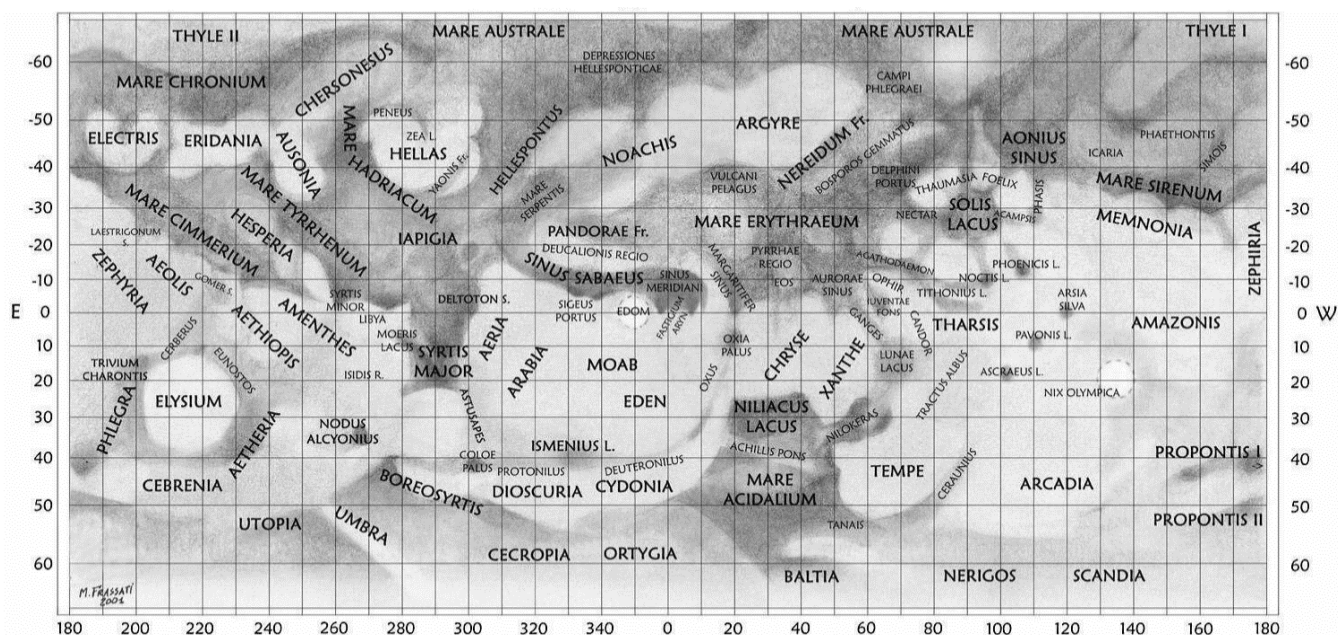 THYLE II
MARE AUSTRALE
MARE AUSTRALE
THYLE I
-60
MARE CHRONIUM
CHERSONESUS
DEPRESSIONES
HELLESPONTICAE
CAMPI
PHLEGRAEI
-60
-50
ELECTRIS
ERIDANIA
AUSONIA
MARE HADRIACUM
PENEUS
ZEA L.
HELLAS
YAONIS Fr.
HELLESPONTUS
NOACHIS
ARGYRE
NEREIDUM Fr.
BOSPOROS GEMMATUS
AONIUS
SINUS
PHAETHONTIS
ICARIA
SIMOIS
-50
-40
MARE TYRRHENUM
MARE
SERPENTIS
VULCANI
PELAGUS
DELPHINI
PORTUS
THAUMASIA FOELIX
PHASIS
MARE SIRENUM
-40
-30
MARE CIMMERIUM
HESPERIA
MARE ERYTHRAEUM
NECTAR
SOLIS
LACUS
ACAMPSIS
MEMNONIA
-30
LAESTRIGONUM
S.
IAPIGIA
PANDORAE Fr.
-20
ZEPHYRIA
AEOLIS
GOMER S.
DEUCALIONIS REGIO
MARGARITIFER
SINUS
PYRRHAE
REGIO
AGATHODAEMON
PHOENICIS L.
ZEPHIRIA
-20
-10
SINUS SABAEUS
SINUS
MERIDIANI
EOS
AURORAE
SINUS
OPHIR
NOCTIS L.
TITHONIUS L.
-10
AETHIOPIS
AMENTHES
SYRTIS
MINOR
DELTOTON S.
SIGEUS
PORTUS
EDOM
FASTIGIUM
ARYN
IUVENTAE
FONS
ARSIA
SILVA
E
0
LIBYA
GANGES
CANDOR
THARSIS
AMAZONIS
0
W
CERBERUS
EUNOSTOS
MOERIS
LACUS
AERIA
ARABIA
OXIA
PALUS
CHRYSE
XANTHE
PAVONIS L.
10
SYRTIS
MAJOR
MOAB
LUNAE
LACUS
TRACTUS ALBUS
10
TRIVIUM
CHARONTIS
ISIDIS R.
OXUS
ASCRAEUS L.
20
PHLEGRA
ELYSIUM
AETHERIA
ASTUSAPES
EDEN
NILIACUS
LACUS
NIX OLYMPICA
20
30
NODUS
ALCYONIUS
NILOKERAS
30
ISMENIUS L.
ACHILLIS PONS
COLOE
PALUS
PROTONILUS
DEUTERONILUS
CERAUNIUS
PROPONTIS I
40
CEBRENIA
BOREOSYRTIS
DIOSCURIA
CYDONIA
MARE
ACIDALIUM
TEMPE
ARCADIA
40
50
UTOPIA
UMBRA
TANAIS
PROPONTIS II
50
60
CECROPIA
ORTYGIA
BALTIA
NERIGOS
SCANDIA
60
M. FRASSATI
2001
180 200 220 240 260 280 300 320 340 0 20 40 60 80 100 120 140 160 180